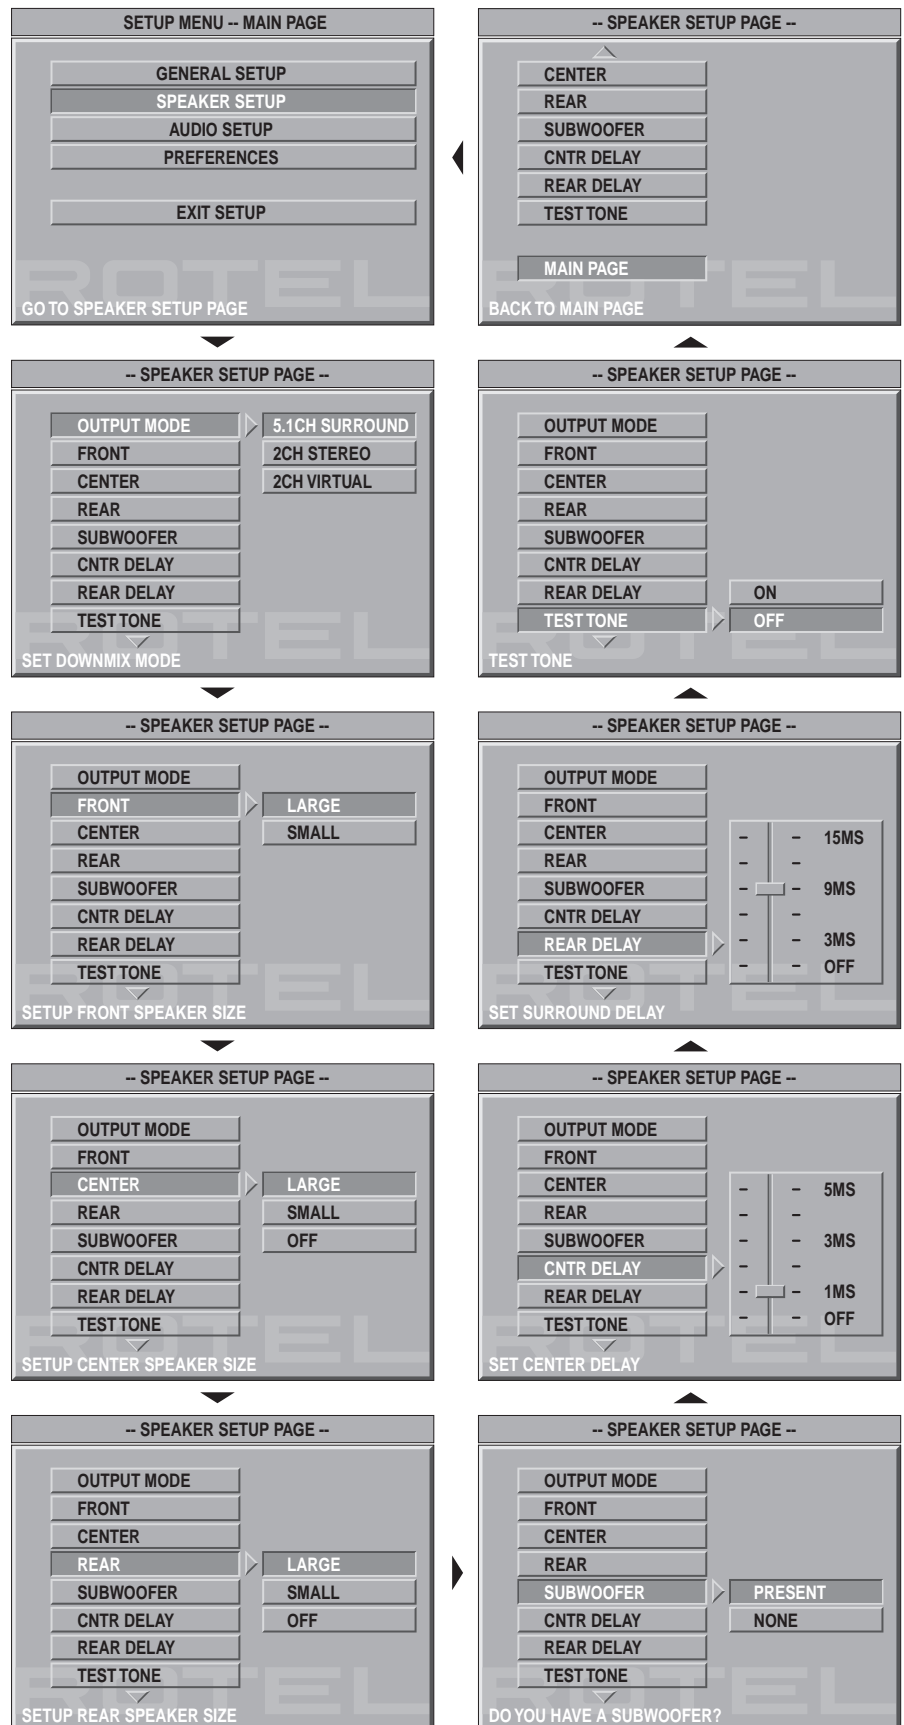 SETUP MENU -- MAIN PAGE
GENERAL SETUP
SPEAKER SETUP
AUDIO SETUP
PREFERENCES
EXIT SETUP
ROTEL
GO TO SPEAKER SETUP PAGE
-- SPEAKER SETUP PAGE --
OUTPUT MODE
5.1CH SURROUND
FRONT
2CH STEREO
CENTER
2CH VIRTUAL
REAR
SUBWOOFER
CNTR DELAY
REAR DELAY
TEST TONE
ROTEL
SET DOWNMIX MODE
-- SPEAKER SETUP PAGE --
OUTPUT MODE
FRONT
LARGE
CENTER
SMALL
REAR
SUBWOOFER
CNTR DELAY
REAR DELAY
TEST TONE
ROTEL
SETUP FRONT SPEAKER SIZE
-- SPEAKER SETUP PAGE --
OUTPUT MODE
FRONT
CENTER
LARGE
REAR
SMALL
SUBWOOFER
OFF
CNTR DELAY
REAR DELAY
TEST TONE
ROTEL
SETUP CENTER SPEAKER SIZE
-- SPEAKER SETUP PAGE --
OUTPUT MODE
FRONT
CENTER
REAR
LARGE
SUBWOOFER
SMALL
CNTR DELAY
OFF
REAR DELAY
TEST TONE
ROTEL
SETUP REAR SPEAKER SIZE
-- SPEAKER SETUP PAGE --
OUTPUT MODE
FRONT
CENTER
REAR
SUBWOOFER
PRESENT
CNTR DELAY
NONE
REAR DELAY
TEST TONE
ROTEL
DO YOU HAVE A SUBWOOFER?
-- SPEAKER SETUP PAGE --
OUTPUT MODE
FRONT
CENTER
5MS
REAR
SUBWOOFER
3MS
CNTR DELAY
REAR DELAY
1MS
TEST TONE
OFF
ROTEL
SET CENTER DELAY
-- SPEAKER SETUP PAGE --
OUTPUT MODE
FRONT
CENTER
15MS
REAR
SUBWOOFER
9MS
CNTR DELAY
REAR DELAY
3MS
TEST TONE
OFF
ROTEL
SET SURROUND DELAY
-- SPEAKER SETUP PAGE --
OUTPUT MODE
FRONT
CENTER
REAR
SUBWOOFER
CNTR DELAY
REAR DELAY
ON
TEST TONE
OFF
ROTEL
TEST TONE
-- SPEAKER SETUP PAGE --
CENTER
REAR
SUBWOOFER
CNTR DELAY
REAR DELAY
TEST TONE
MAIN PAGE
ROTEL
BACK TO MAIN PAGE